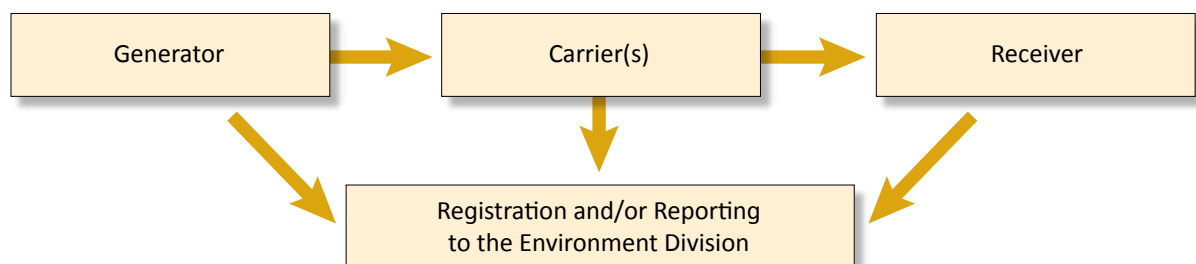 Generator
Carrier(s)
Receiver
Registration and/or Reporting
to the Environment Division